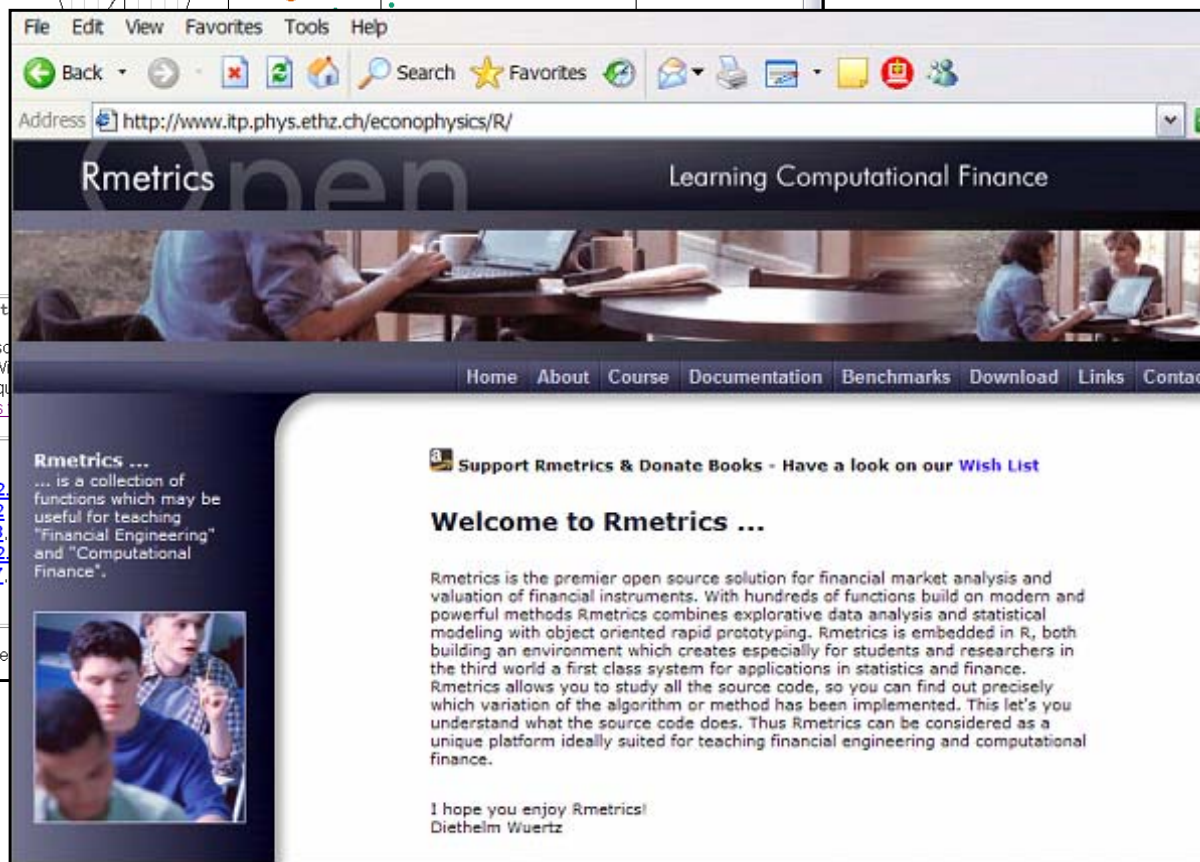 File Edit View Favorites Tools Help
Back Search Favorites
Address http://www.itp.phys.ethz.ch/econophysics/R/
Rmetrics Open Learning Computational Finance
Home About Course Documentation Benchmarks Download Links Contac
Rmetrics ...
... is a collection of
functions which may be
useful for teaching
"Financial Engineering"
and "Computational
Finance".
Support Rmetrics & Donate Books - Have a look on our Wish List
Welcome to Rmetrics ...
Rmetrics is the premier open source solution for financial market analysis and
valuation of financial instruments. With hundreds of functions build on modern and
powerful methods Rmetrics combines explorative data analysis and statistical
modeling with object oriented rapid prototyping. Rmetrics is embedded in R, both
building an environment which creates especially for students and researchers in
the third world a first class system for applications in statistics and finance.
Rmetrics allows you to study all the source code, so you can find out precisely
which variation of the algorithm or method has been implemented. This let's you
understand what the source code does. Thus Rmetrics can be considered as a
unique platform ideally suited for teaching financial engineering and computational
finance.
I hope you enjoy Rmetrics!
Diethelm Wuertz